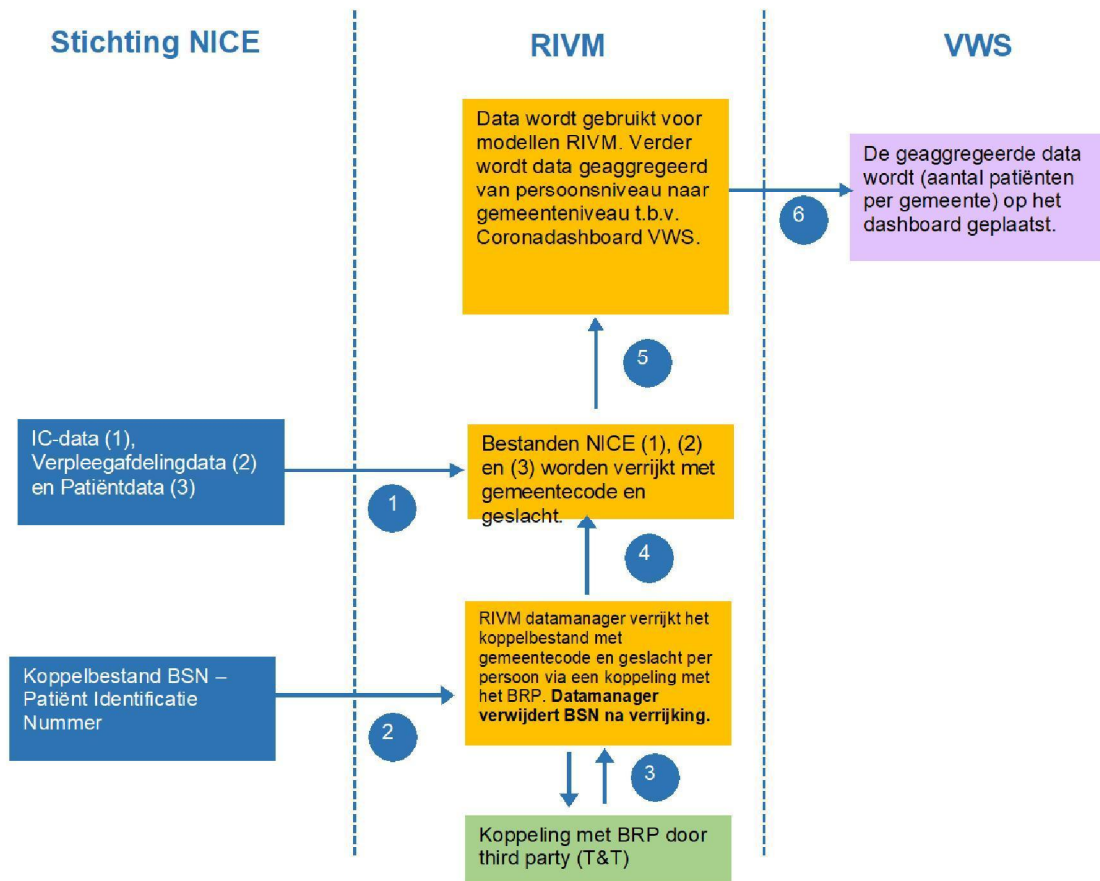 Stichting NICE
RIVM
VWS
Data wordt gebruikt voor
modellen RIVM. Verder
wordt data geaggregeerd
van persoonsniveau naar
gemeenteniveau t.b.v.
Coronadashboard VWS.
De geaggregeerde data
wordt (aantal patiënten
per gemeente) op het
dashboard geplaatst.
6
5
IC-data (1),
Verpleegafdelingdata (2)
en Patiëntdata (3)
1
Bestanden NICE (1), (2)
en (3) worden verrijkt met
gemeentecode en
geslacht.
4
Koppelbestand BSN –
Patiënt Identificatie
Nummer
2
RIVM datamanager verrijkt het
koppelbestand met
gemeentecode en geslacht per
persoon via een koppeling met
het BRP. Datamanager
verwijdert BSN na verrijking.
3
Koppeling met BRP door
third party (T&T)